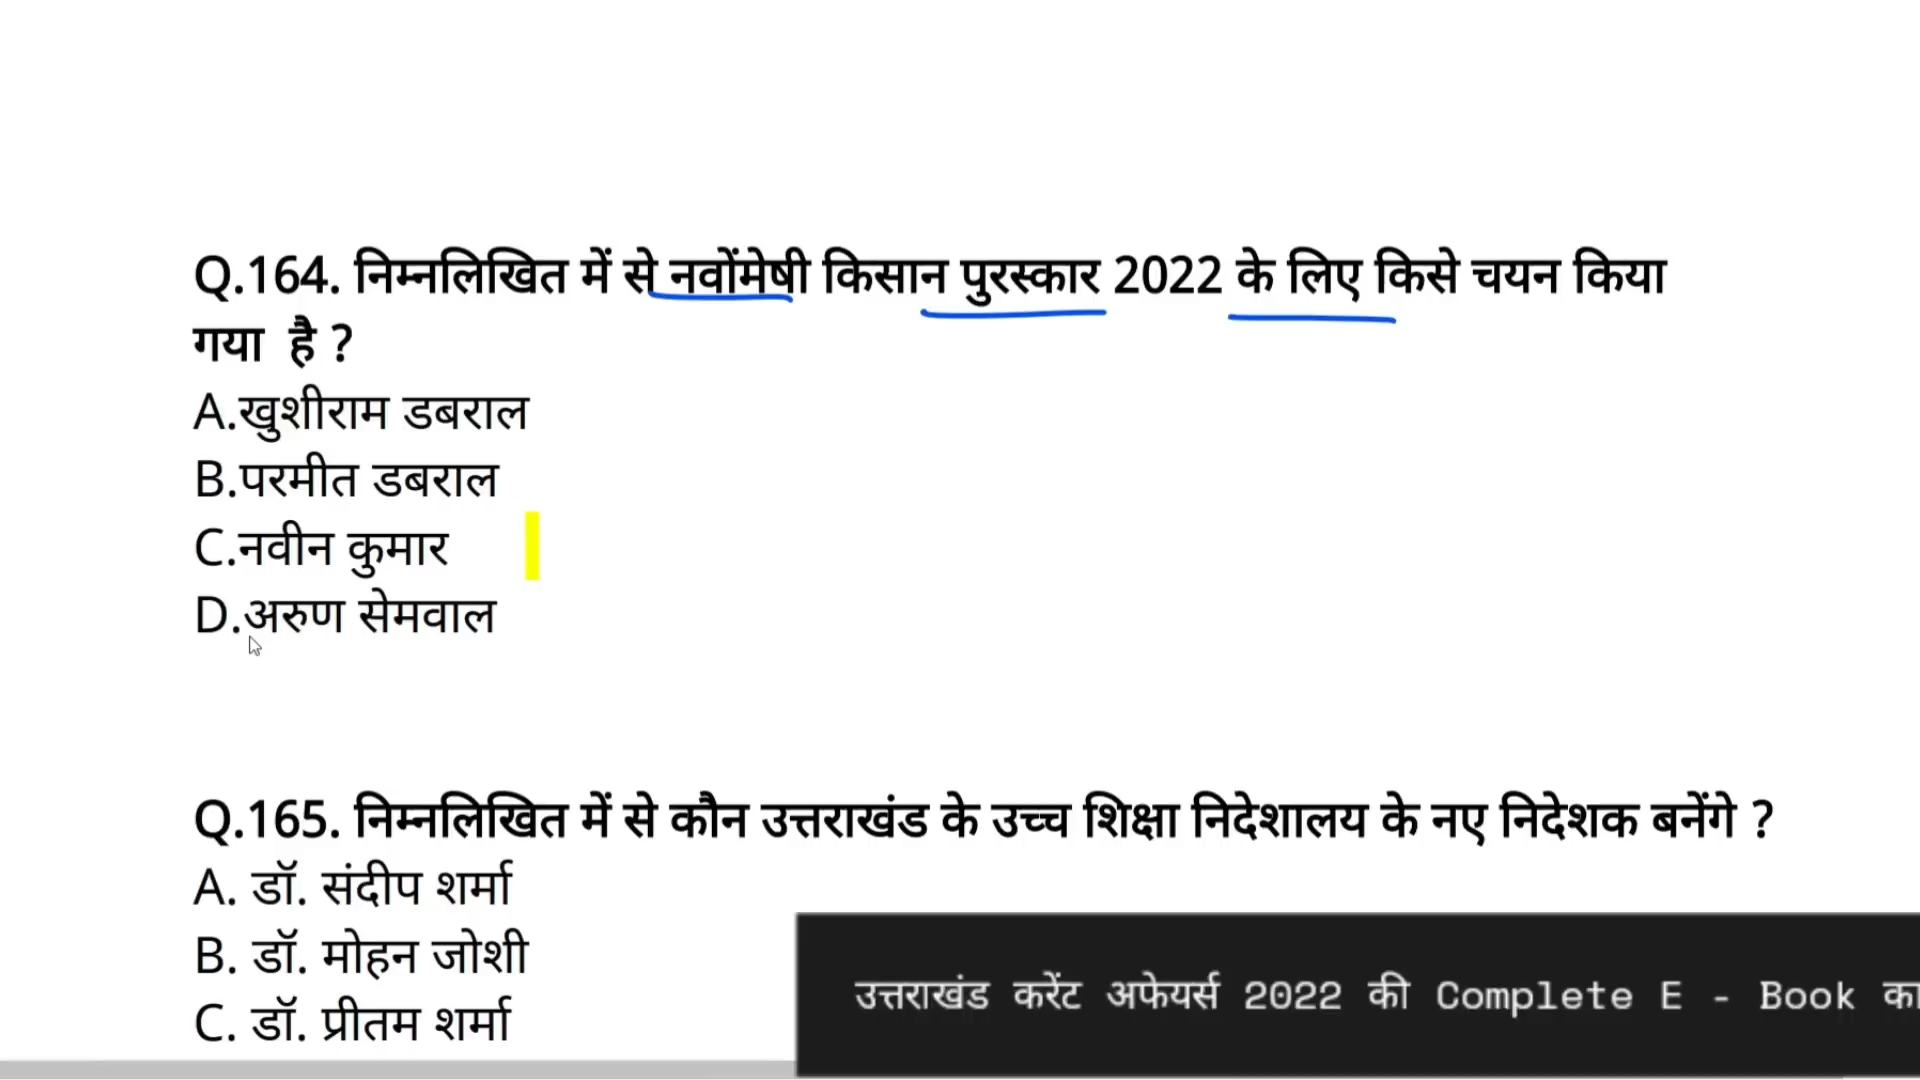 Q.164. निम्नलिखित में से नवोंमेषी किसान पुरस्कार 2022 के लिए किसे चयन किया
गया है ?
A.खुशीराम डबराल
B.परमीत डबराल
C.नवीन कुमार
D.अरुण सेमवाल
Q.165. निम्नलिखित में से कौन उत्तराखंड के उच्च शिक्षा निदेशालय के नए निदेशक बनेंगे ?
A. डॉ. संदीप शर्मा
B. डॉ. मोहन जोशी
C. डॉ. प्रीतम शर्मा
उत्तराखंड करेंट अफेयर्स 2022 की Complete E - Book का